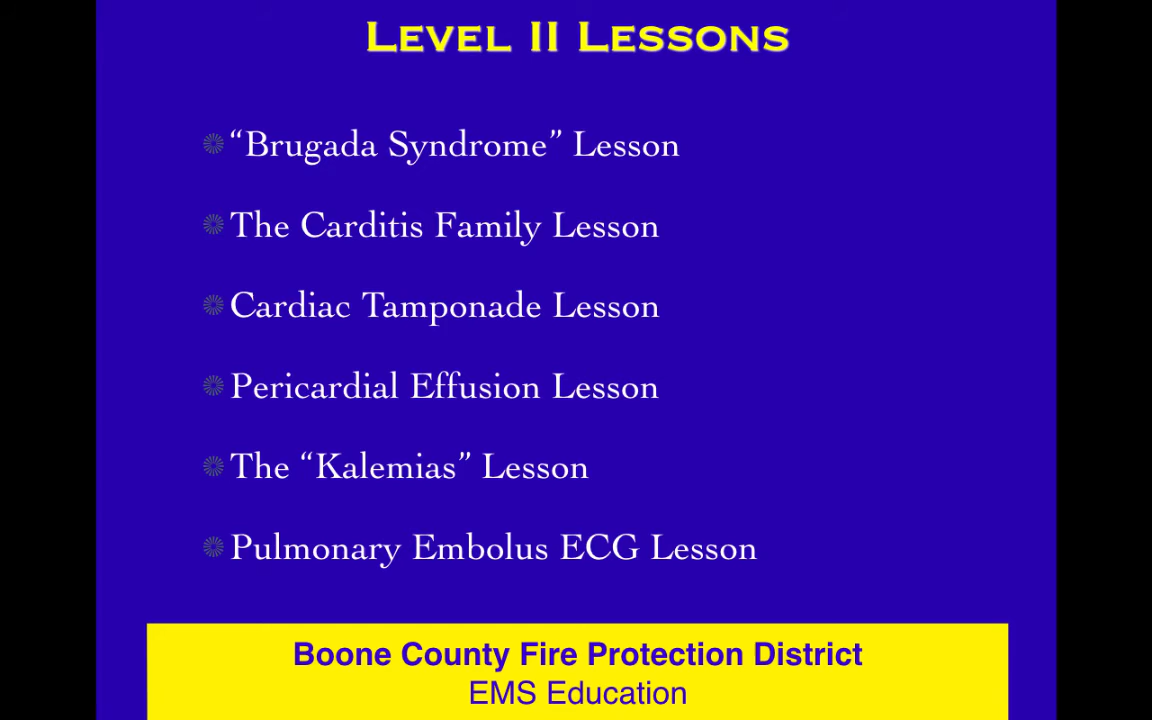 Level II Lessons
“Brugada Syndrome” Lesson
The Carditis Family Lesson
Cardiac Tamponade Lesson
Pericardial Effusion Lesson
The “Kalemias” Lesson
Pulmonary Embolus ECG Lesson
Boone County Fire Protection District
EMS Education